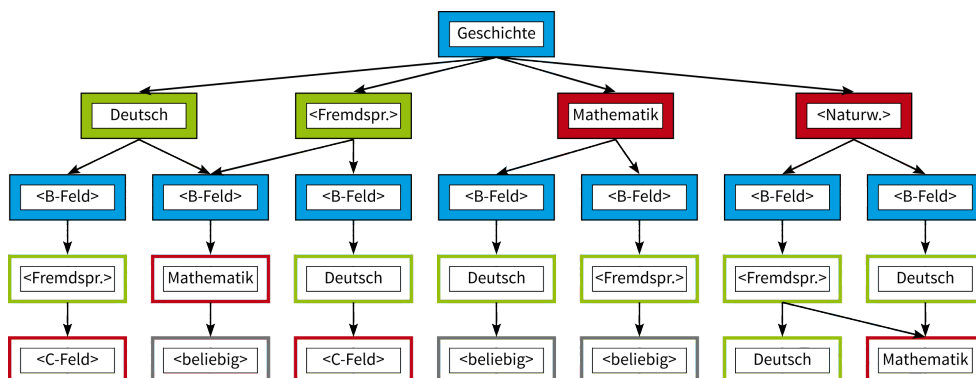 Geschichte
Deutsch
<Fremdspr.>
Mathematik
<Naturw.>
<B-Feld>
<B-Feld>
<B-Feld>
<B-Feld>
<B-Feld>
<B-Feld>
<B-Feld>
<Fremdspr.>
Mathematik
Deutsch
Deutsch
<Fremdspr.>
<Fremdspr.>
Deutsch
<C-Feld>
<beliebig>
<C-Feld>
<beliebig>
<beliebig>
Deutsch
Mathematik